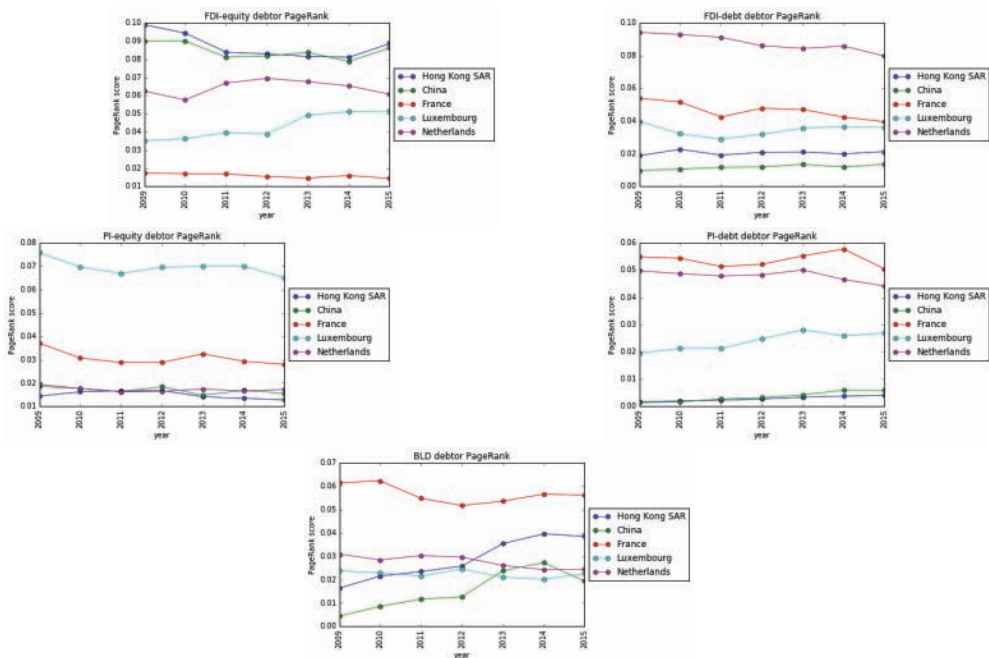 FDI-equity debtor PageRank
0.10
0.09
0.08
0.07
0.06
0.05
0.04
0.03
0.02
0.01
PageRank score
2009
2010
2011
2012
2013
2014
2015
year
Hong Kong SAR
China
France
Luxembourg
Netherlands
FDI-debt debtor PageRank
0.10
0.08
0.06
0.04
0.02
0.00
PageRank score
2009
2010
2011
2012
2013
2014
2015
year
Hong Kong SAR
China
France
Luxembourg
Netherlands
PI-equity debtor PageRank
0.08
0.07
0.06
0.05
0.04
0.03
0.02
0.01
PageRank score
2009
2010
2011
2012
2013
2014
2015
year
Hong Kong SAR
China
France
Luxembourg
Netherlands
PI-debt debtor PageRank
0.06
0.05
0.04
0.03
0.02
0.01
0.00
PageRank score
2009
2010
2011
2012
2013
2014
2015
year
Hong Kong SAR
China
France
Luxembourg
Netherlands
BLD debtor PageRank
0.07
0.06
0.05
0.04
0.03
0.02
0.01
0.00
PageRank score
2009
2010
2011
2012
2013
2014
2015
year
Hong Kong SAR
China
France
Luxembourg
Netherlands